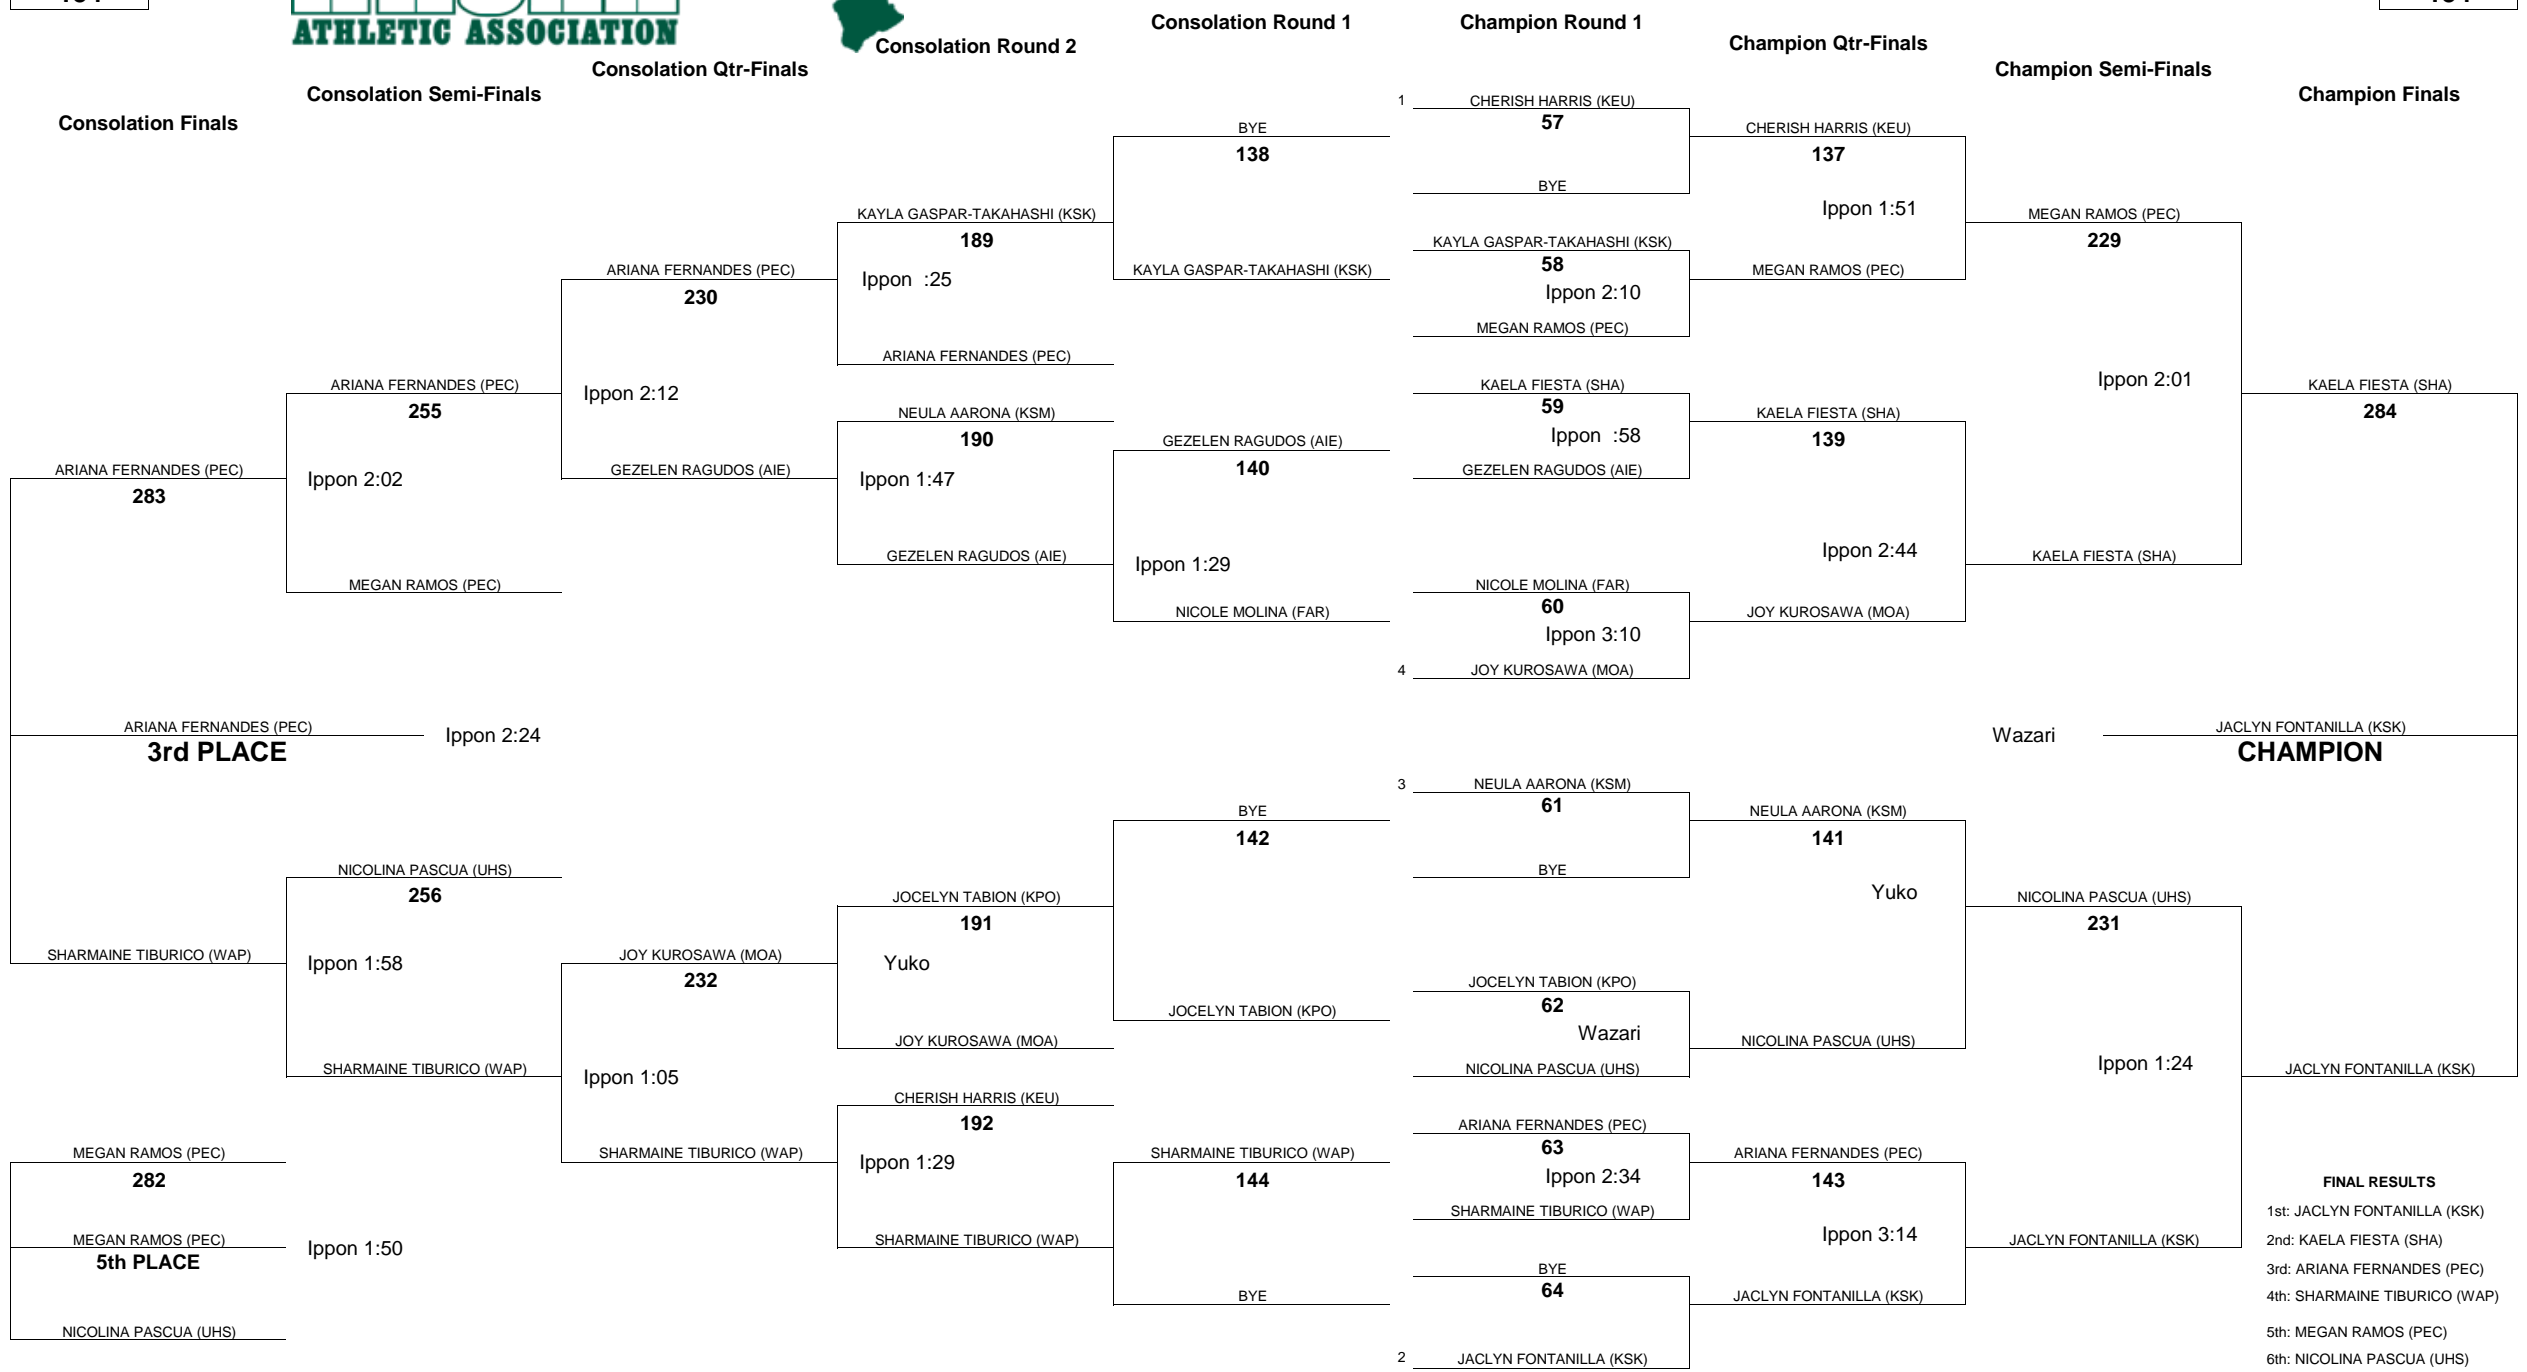 ATHLETIC ASSOCIATION
Consolation Round 1
Champion Round 1
Consolation Round 2
Champion Qtr-Finals
Consolation Qtr-Finals
Champion Semi-Finals
Consolation Semi-Finals
Champion Finals
Consolation Finals
ARIANA FERNANDES (PEC)
283
SHARMAINE TIBURICO (WAP)
ARIANA FERNANDES (PEC)
3rd PLACE
Ippon 2:24
MEGAN RAMOS (PEC)
282
MEGAN RAMOS (PEC)
5th PLACE
Ippon 1:50
NICOLINA PASCUA (UHS)
ARIANA FERNANDES (PEC)
255
Ippon 2:02
MEGAN RAMOS (PEC)
NICOLINA PASCUA (UHS)
256
Ippon 1:58
SHARMAINE TIBURICO (WAP)
ARIANA FERNANDES (PEC)
230
Ippon 2:12
GEZELEN RAGUDOS (AIE)
JOY KUROSAWA (MOA)
232
Ippon 1:05
SHARMAINE TIBURICO (WAP)
KAYLA GASPAR-TAKAHASHI (KSK)
189
Ippon :25
ARIANA FERNANDES (PEC)
NEULA AARONA (KSM)
190
Ippon 1:47
GEZELEN RAGUDOS (AIE)
JOCELYN TABION (KPO)
191
Yuko
JOY KUROSAWA (MOA)
CHERISH HARRIS (KEU)
192
Ippon 1:29
SHARMAINE TIBURICO (WAP)
BYE
138
KAYLA GASPAR-TAKAHASHI (KSK)
GEZELEN RAGUDOS (AIE)
140
Ippon 1:29
NICOLE MOLINA (FAR)
BYE
142
JOCELYN TABION (KPO)
SHARMAINE TIBURICO (WAP)
144
BYE
1 CHERISH HARRIS (KEU)
57
BYE
KAYLA GASPAR-TAKAHASHI (KSK)
58
Ippon 2:10
MEGAN RAMOS (PEC)
KAELA FIESTA (SHA)
59
Ippon :58
GEZELEN RAGUDOS (AIE)
NICOLE MOLINA (FAR)
60
Ippon 3:10
4 JOY KUROSAWA (MOA)
3 NEULA AARONA (KSM)
61
BYE
JOCELYN TABION (KPO)
62
Wazari
NICOLINA PASCUA (UHS)
ARIANA FERNANDES (PEC)
63
Ippon 2:34
SHARMAINE TIBURICO (WAP)
BYE
64
2 JACLYN FONTANILLA (KSK)
CHERISH HARRIS (KEU)
137
Ippon 1:51
MEGAN RAMOS (PEC)
KAELA FIESTA (SHA)
139
Ippon 2:44
JOY KUROSAWA (MOA)
NEULA AARONA (KSM)
141
Yuko
NICOLINA PASCUA (UHS)
ARIANA FERNANDES (PEC)
143
Ippon 3:14
JACLYN FONTANILLA (KSK)
MEGAN RAMOS (PEC)
229
Ippon 2:01
KAELA FIESTA (SHA)
NICOLINA PASCUA (UHS)
231
Ippon 1:24
JACLYN FONTANILLA (KSK)
KAELA FIESTA (SHA)
284
Wazari
JACLYN FONTANILLA (KSK)
CHAMPION
JACLYN FONTANILLA (KSK)
FINAL RESULTS
1st: JACLYN FONTANILLA (KSK)
2nd: KAELA FIESTA (SHA)
3rd: ARIANA FERNANDES (PEC)
4th: SHARMAINE TIBURICO (WAP)
5th: MEGAN RAMOS (PEC)
6th: NICOLINA PASCUA (UHS)